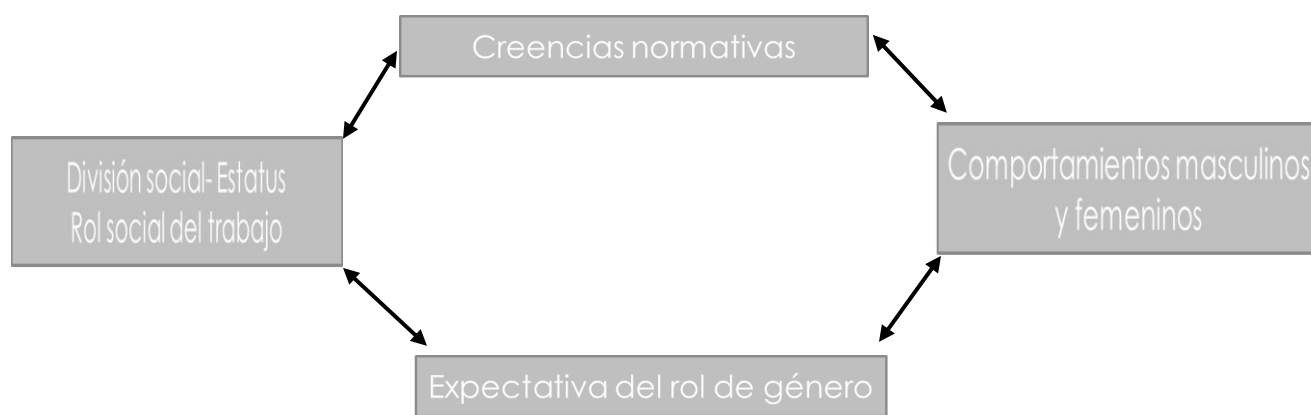 Creencias normativas
División social- Estatus
Rol social del trabajo
Comportamientos masculinos
y femeninos
Expectativa del rol de género